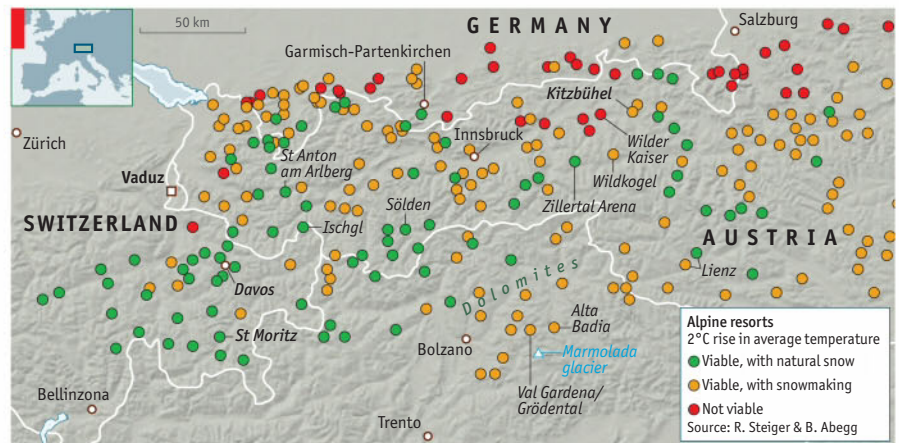 50 km
GERMANY
Salzburg
Garmisch-Partenkirchen
Kitzbühel
Zürich
Innsbruck
Wilder
Kaiser
St Anton
am Arlberg
Wildkogel
Vaduz
Zillertal Arena
Sölden
SWITZERLAND
Ischgl
AUSTRIA
Lienz
Davos
Dolomites
Alta
Badia
St Moritz
Bolzano
Marmolada
glacier
Val Gardena/
Grödental
Bellinzona
Trento
Alpine resorts
2°C rise in average temperature
Viable, with natural snow
Viable, with snowmaking
Not viable
Source: R. Steiger & B. Abegg